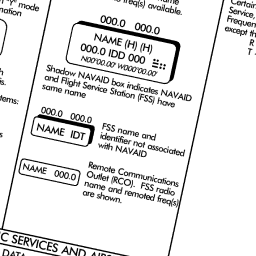 "Y" mode
freq(s) available.
000.0 000.0
NAME (H) (H)
000.0 IDD 000
N00°00.00' W000°00.00'
Shadow NAVAID box indicates NAVAID
and Flight Service Station (FSS) have
same name
000.0 000.0
NAME IDT
FSS name and
identifier not associated
with NAVAID
NAME 000.0
Remote Communications
Outlet (RCO). FSS radio
name and remoted freq(s)
are shown.
SERVICES AND
DATA
Certain
Service,
Frequen
except th
R
T